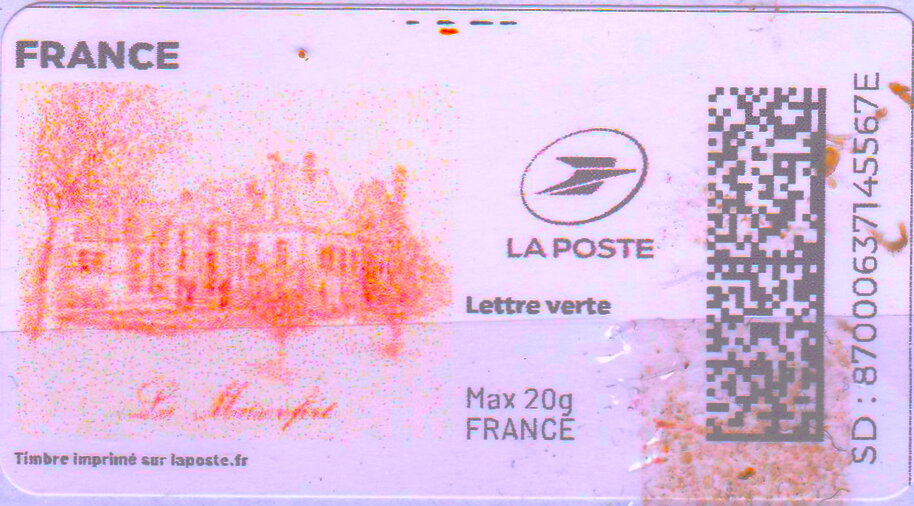 FRANCE
LA POSTE
Lettre verte
Max 20g
FRANCE
Timbre imprimé sur laposte.fr
SD : 87000637145567E